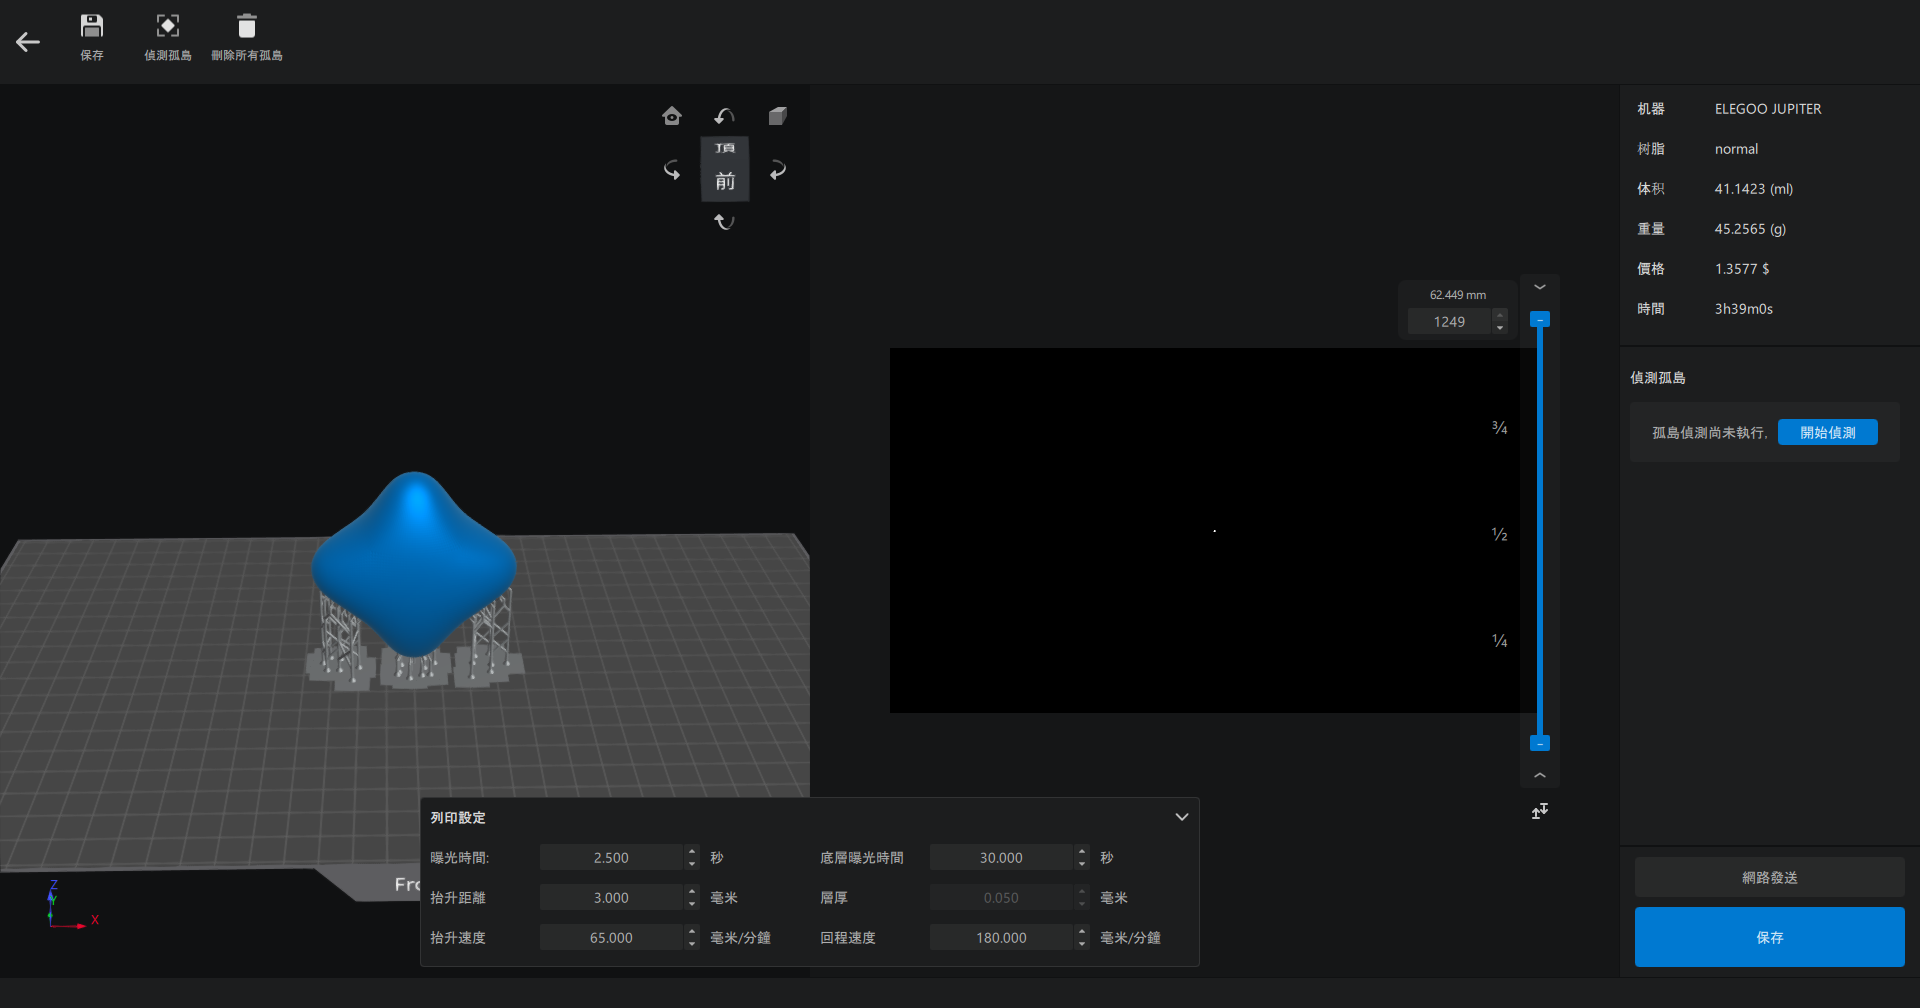 保存
偵測孤島
刪除所有孤島
頂
前
62.449 mm
1249
¾
½
¼
机器 ELEGOO JUPITER
树脂 normal
体积 41.1423 (ml)
重量 45.2565 (g)
價格 1.3577 $
時間 3h39m0s
偵測孤島
孤島偵測尚未執行, 開始偵測
列印設定
曝光時間: 2.500 秒 底層曝光時間 30.000 秒
抬升距離 3.000 毫米 層厚 0.050 毫米
抬升速度 65.000 毫米/分鐘 回程速度 180.000 毫米/分鐘
Z
Y
X
網路發送
保存